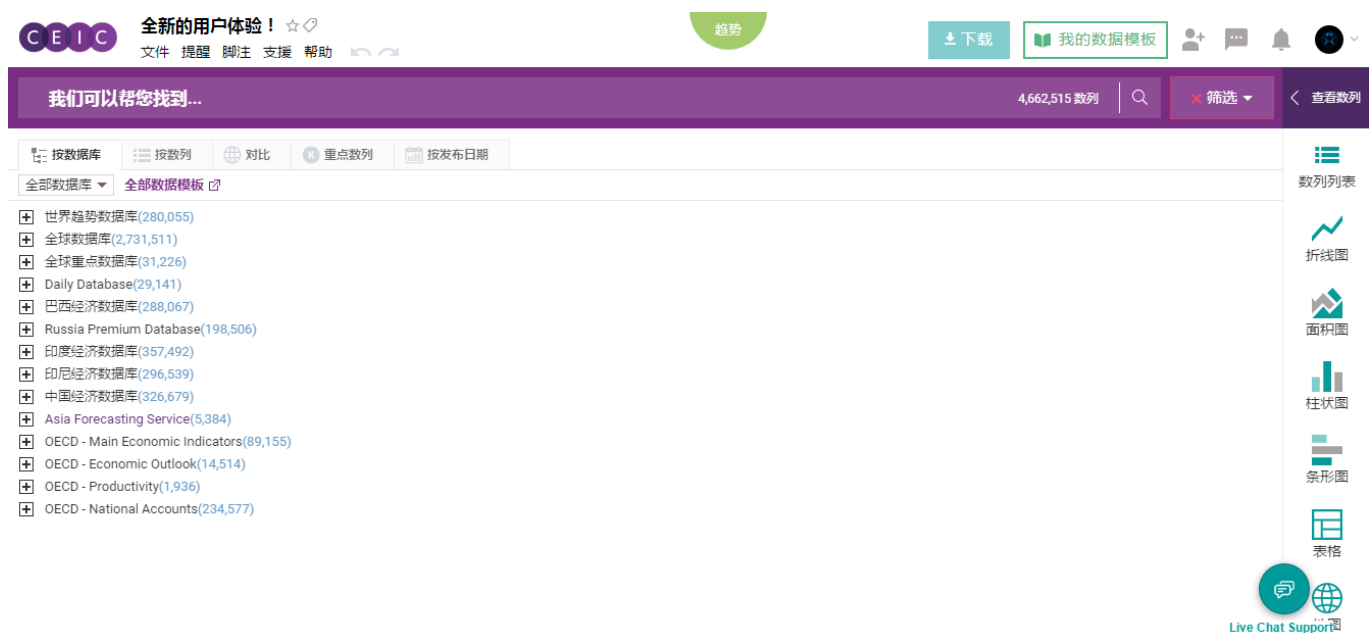 CEIC
全新的用户体验！
文件 提醒 脚注 支援 帮助
趋势
下载
我的数据模板
我们可以帮您找到...
4,662,515 数列
筛选
查看数列
按数据库
按数列
对比
K 重点数列
按发布日期
全部数据库
全部数据模板
世界趋势数据库(280,055)
全球数据库(2,731,511)
全球重点数据库(31,226)
Daily Database(29,141)
巴西经济数据库(288,067)
Russia Premium Database(198,506)
印度经济数据库(357,492)
印尼经济数据库(296,539)
中国经济数据库(326,679)
Asia Forecasting Service(5,384)
OECD - Main Economic Indicators(89,155)
OECD - Economic Outlook(14,514)
OECD - Productivity(1,936)
OECD - National Accounts(234,577)
数列列表
折线图
面积图
柱状图
条形图
表格
Live Chat Support